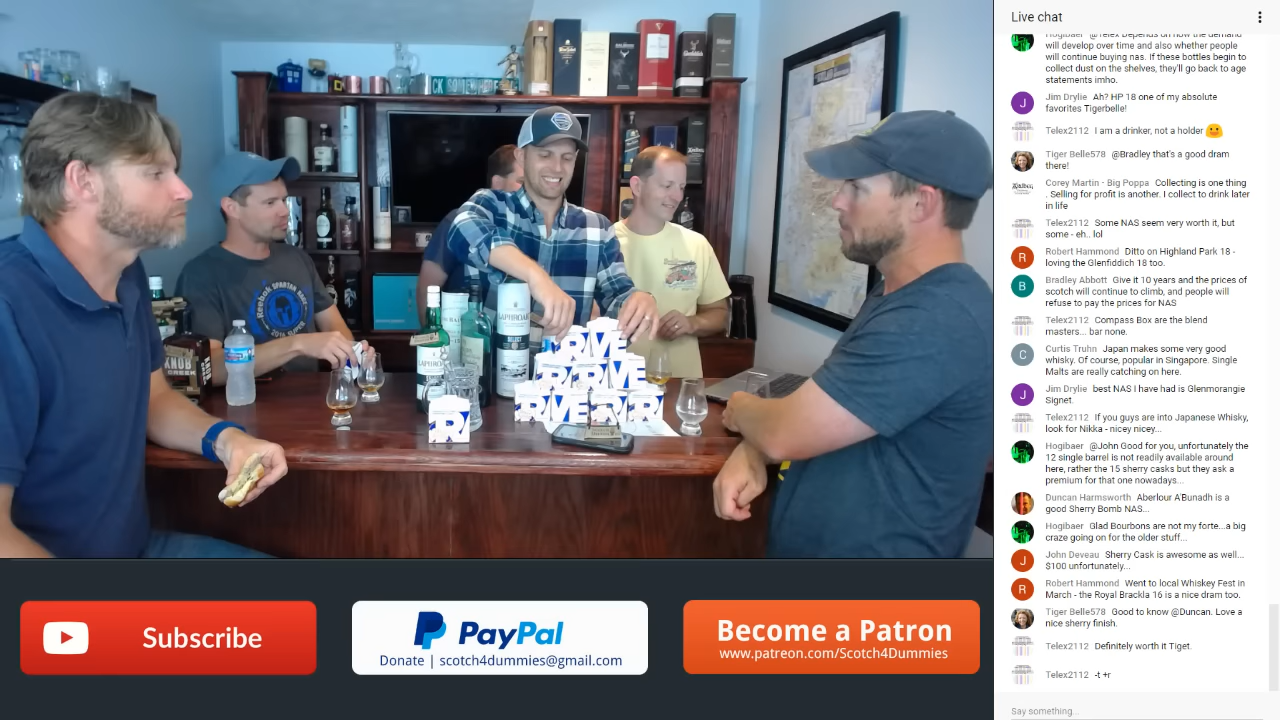 Live chat
Hogibaer @Telex Depends on how the demand
will develop over time and also whether people
will continue buying nas. If these bottles begin to
collect dust on the shelves, they'll go back to age
statements imho.
Jim Drylie Ah? HP 18 one of my absolute
favorites Tigerbelle!
Telex2112 I am a drinker, not a holder
Tiger Belle578 @Bradley that's a good dram
there!
Corey Martin - Big Poppa Collecting is one thing
. Selling for profit is another. I collect to drink later
in life
Telex2112 Some NAS seem very worth it, but
some - eh.. lol
Robert Hammond Ditto on Highland Park 18 -
loving the Glenfiddich 18 too.
Bradley Abbott Give it 10 years and the prices of
scotch will continue to climb, and people will
refuse to pay the prices for NAS
Telex2112 Compass Box are the blend
masters... bar none.
Curtis Truhn Japan makes some very good
whisky. Of course, popular in Singapore. Single
Malts are really catching on here.
Jim Drylie best NAS I have had is Glenmorangie
Signet.
Telex2112 If you guys are into Japanese Whisky,
look for Nikka - nicey nicey...
Hogibaer @John Good for you, unfortunately the
12 single barrel is not readily available around
here, rather the 15 sherry casks but they ask a
premium for that one nowadays...
Duncan Harmsworth Aberlour A'Bunadh is a
good Sherry Bomb NAS...
Hogibaer Glad Bourbons are not my forte...a big
craze going on for the older stuff...
John Deveau Sherry Cask is awesome as well...
$100 unfortunately...
Robert Hammond Went to local Whiskey Fest in
March - the Royal Brackla 16 is a nice dram too.
Tiger Belle578 Good to know @Duncan. Love a
nice sherry finish.
Telex2112 Definitely worth it Tiget.
Telex2112 -t +r
Say something...
Reebok SPARTAN RACE
2014 SUPER
KNOB
CREEK
LAPHROAIG
SELECT
RIVE
RIVE
RIVE
R
Subscribe
PayPal
Donate | scotch4dummies@gmail.com
Become a Patron
www.patreon.com/Scotch4Dummies